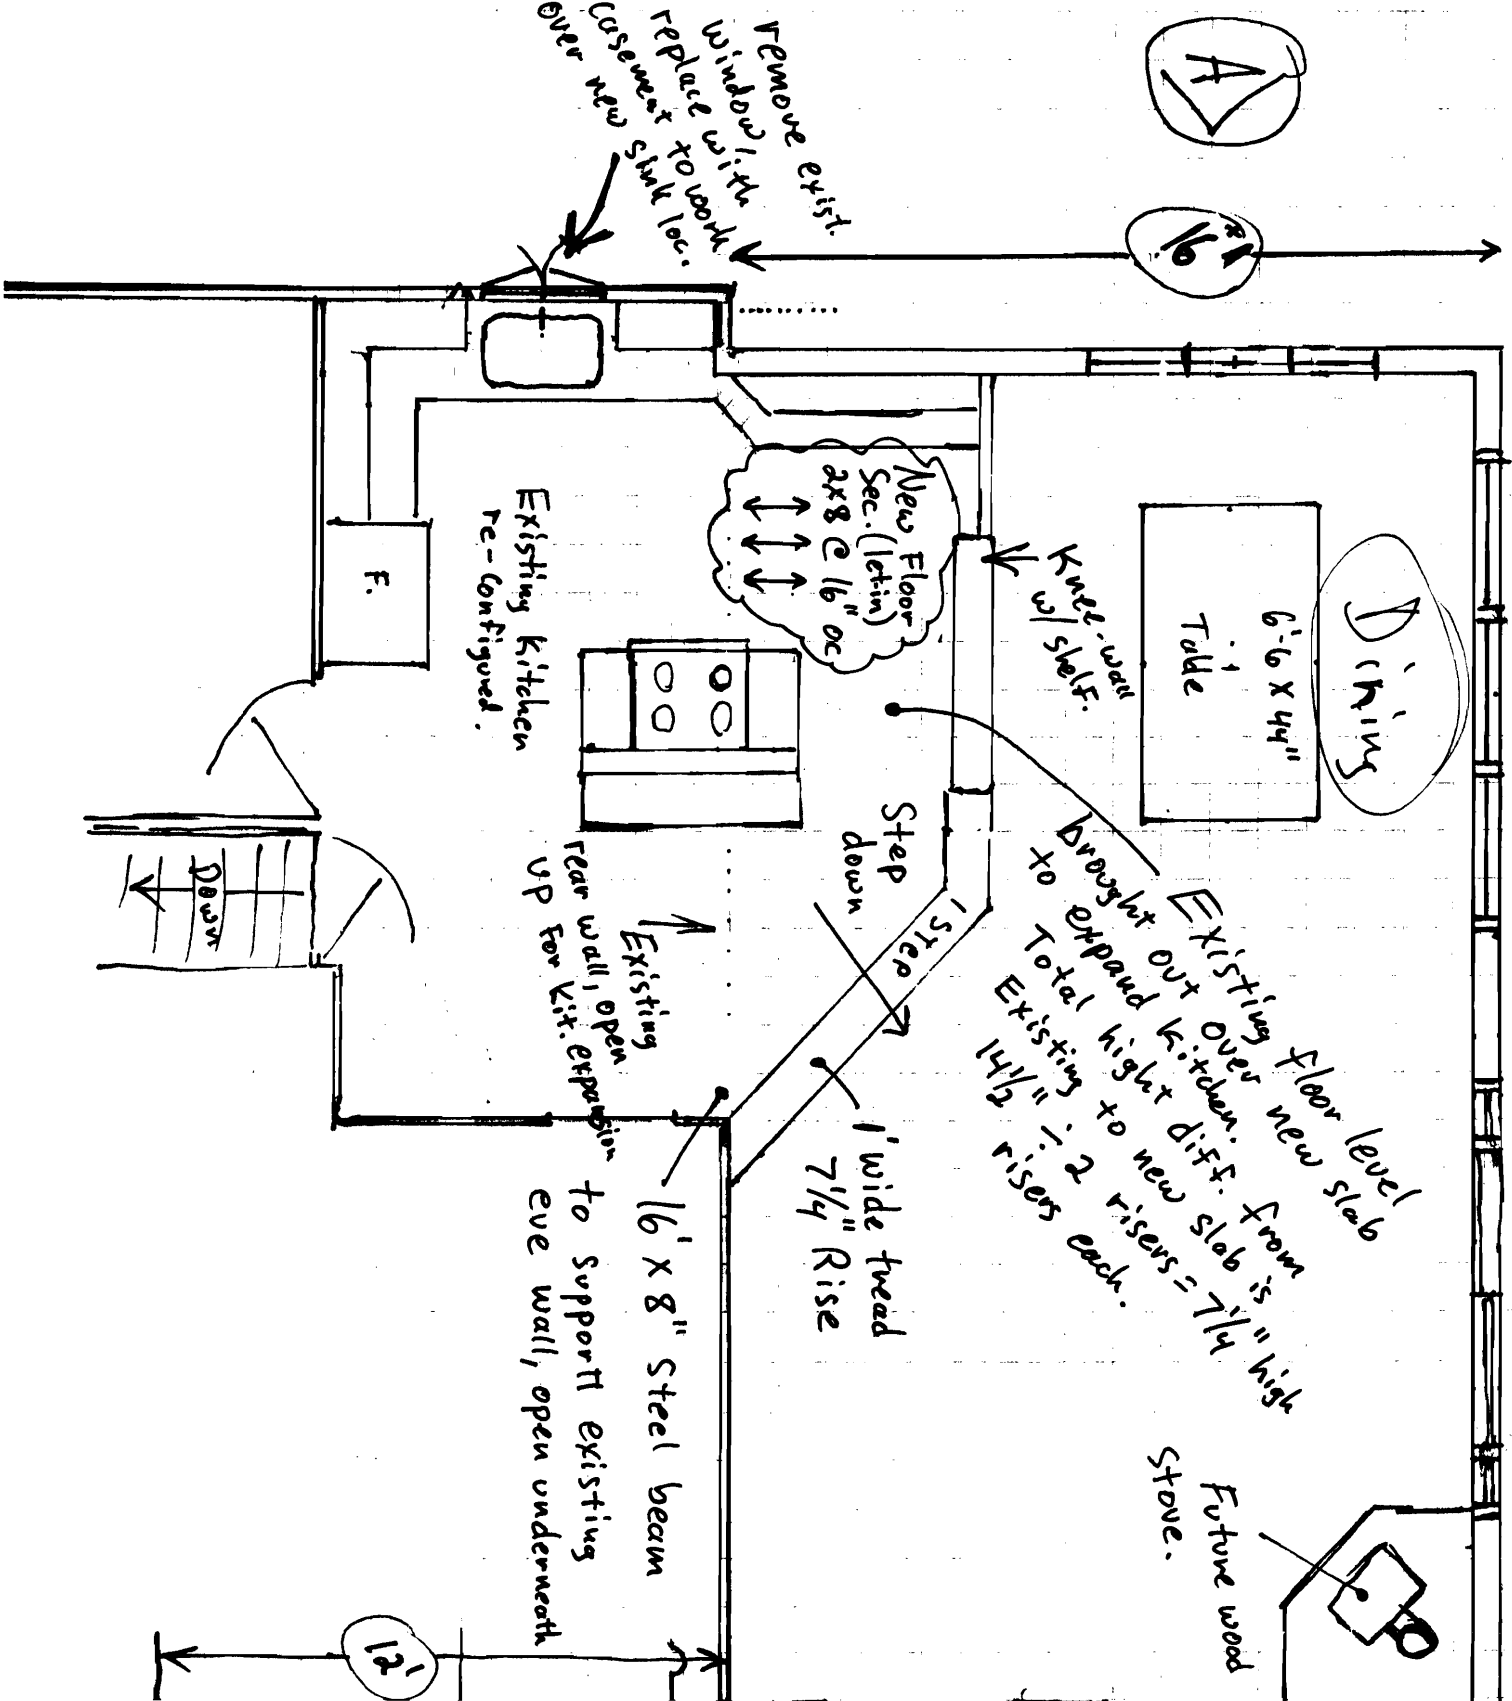 A
16'*
remove exist.
window/
replace with
casement to work
over new sink loc.
Dining
6'-6 x 44"
Table
Knee-wall
w/ shelf.
New Floor
Sec. (letin)
2x8 @ 16" oc
Existing Kitchen
re-configured.
F.
Step
down
1 Step
Existing floor level
brought out over new slab
to expand kitchen.
Total hight diff. from
Existing to new slab is
14 1/2" ÷ 2 risers = 7 1/4" high
risers each.
1' wide tread
7 1/4" Rise
Existing
rear wall, open
up for kit. expansion
Down
16' x 8" Steel beam
to support existing
eve wall, open underneath
Future wood
Stove.
12'